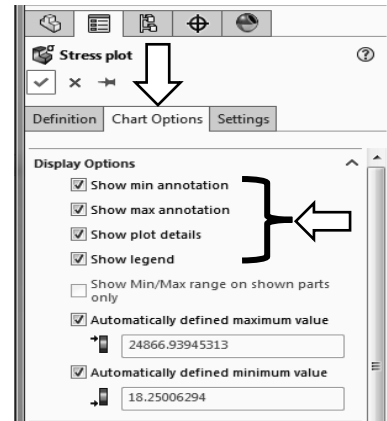 Stress plot
Definition Chart Options Settings
Display Options
Show min annotation
Show max annotation
Show plot details
Show legend
Show Min/Max range on shown parts
only
Automatically defined maximum value
24866.93945313
Automatically defined minimum value
18.25006294